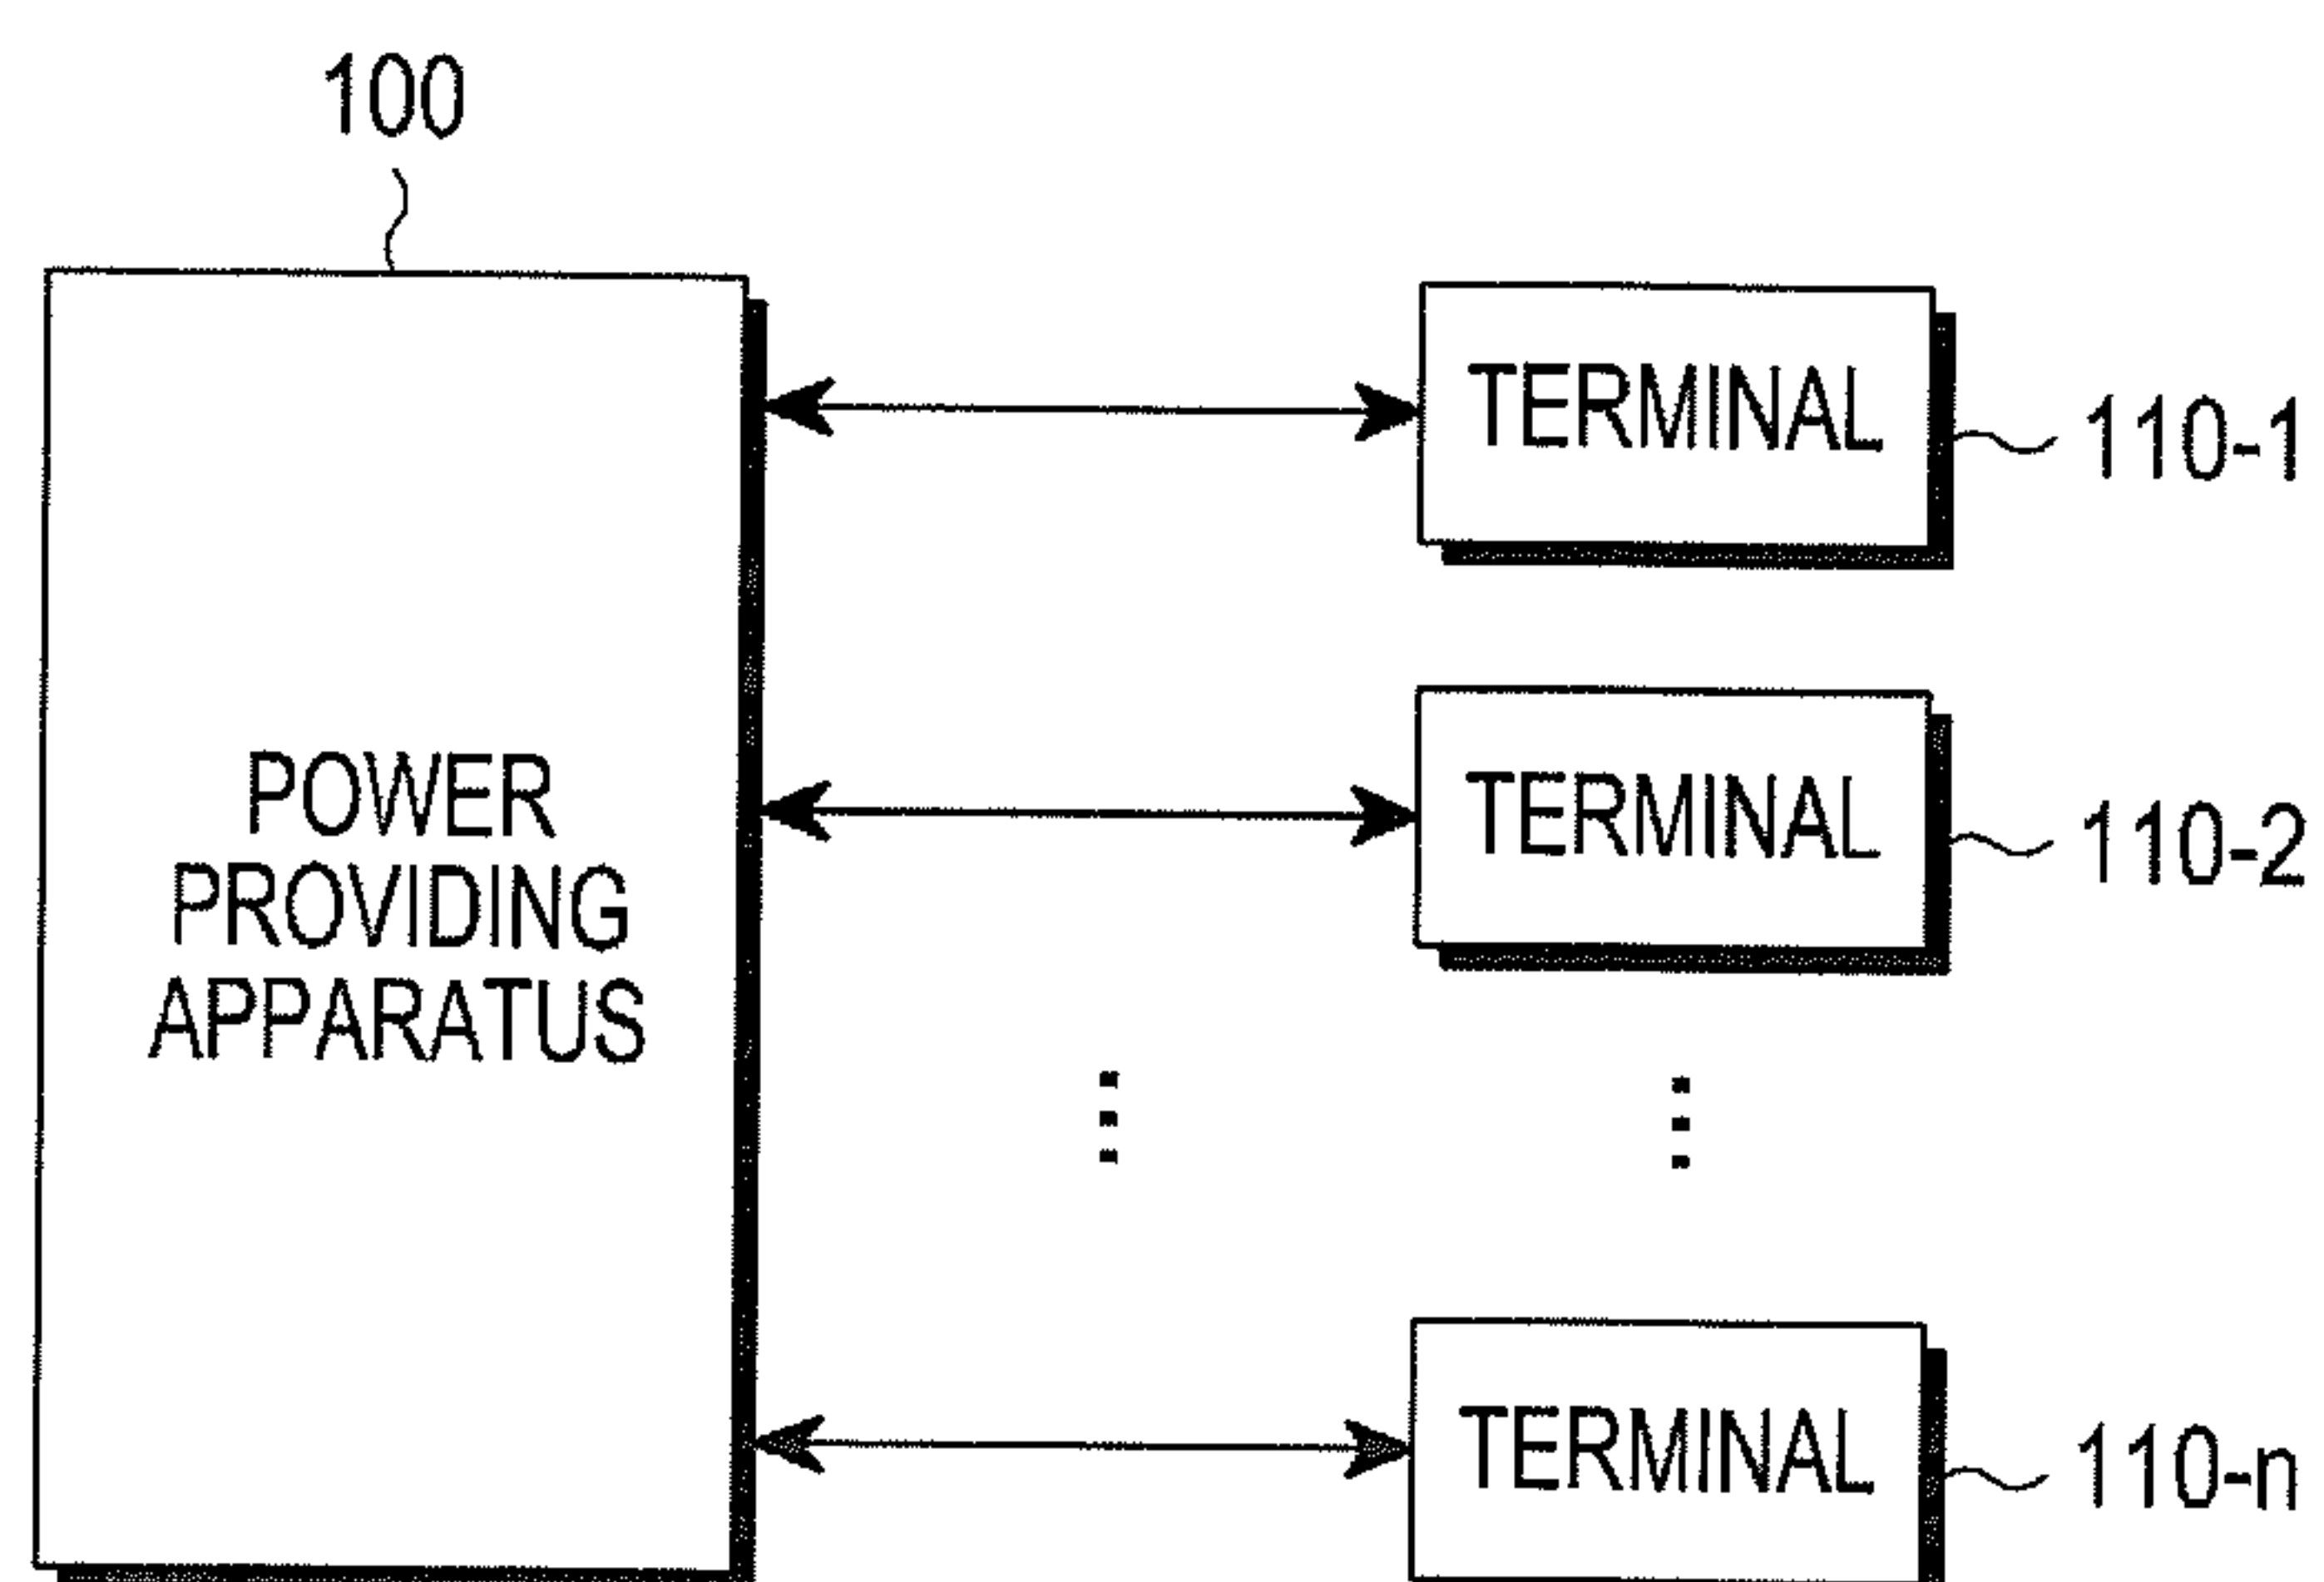 100
TERMINAL
110-1
POWER
PROVIDING
APPARATUS
TERMINAL
110-2
TERMINAL
110-n